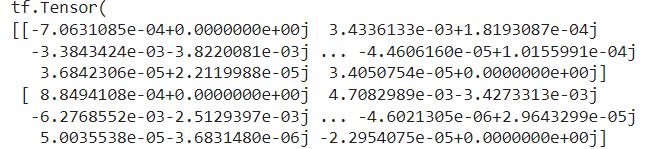 tf.Tensor(
[[-7.0631085e-04+0.0000000e+00j  3.4336133e-03+1.8193087e-04j
  -3.3843424e-03-3.8220081e-03j ... -4.4606160e-05+1.0155991e-04j
   3.6842306e-05+2.2119988e-05j  3.4050754e-05+0.0000000e+00j]
 [ 8.8494108e-04+0.0000000e+00j  4.7082989e-03-3.4273313e-03j
  -6.2768552e-03-2.5129397e-03j ... -4.6021305e-06+2.9643299e-05j
   5.0035538e-05-3.6831480e-06j -2.2954075e-05+0.0000000e+00j]